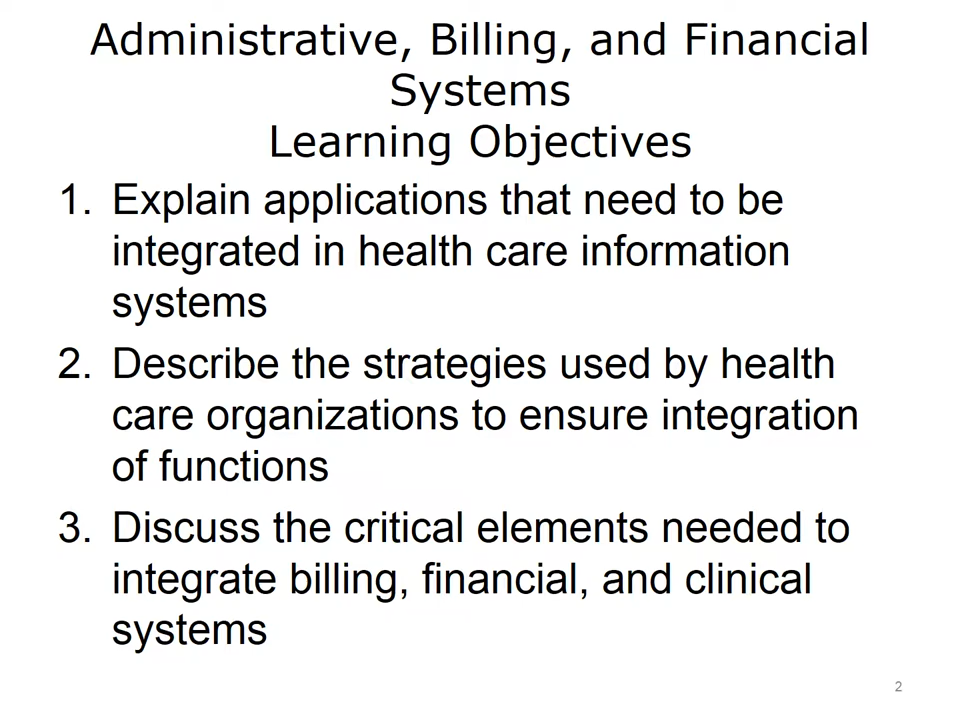 Administrative, Billing, and Financial
Systems
Learning Objectives
1. Explain applications that need to be
integrated in health care information
systems
2. Describe the strategies used by health
care organizations to ensure integration
of functions
3. Discuss the critical elements needed to
integrate billing, financial, and clinical
systems
2